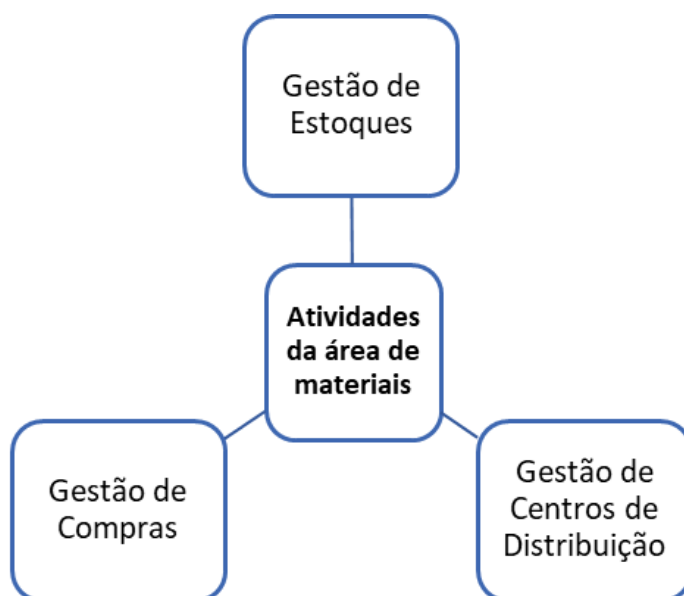 Gestão de
Estoques
Atividades
da área de
materiais
Gestão de
Compras
Gestão de
Centros de
Distribuição